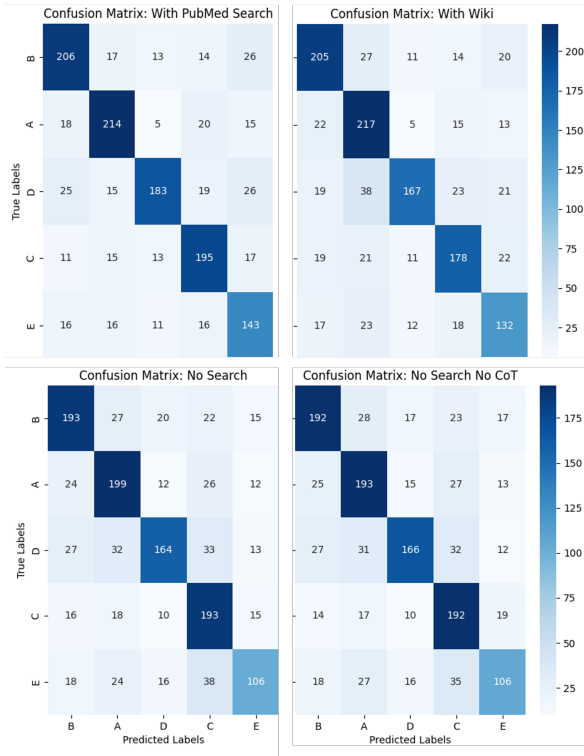 Confusion Matrix: With PubMed Search
B 206 17 13 14 26
A 18 214 5 20 15
D 25 15 183 19 26
C 11 15 13 195 17
E 16 16 11 16 143
True Labels
Confusion Matrix: With Wiki
205 27 11 14 20
22 217 5 15 13
19 38 167 23 21
19 21 11 178 22
17 23 12 18 132
200
175
150
125
100
75
50
25
Confusion Matrix: No Search
B 193 27 20 22 15
A 24 199 12 26 12
D 27 32 164 33 13
C 16 18 10 193 15
E 18 24 16 38 106
B A D C E
True Labels
Predicted Labels
Confusion Matrix: No Search No CoT
192 28 17 23 17
25 193 15 27 13
27 31 166 32 12
14 17 10 192 19
18 27 16 35 106
B A D C E
Predicted Labels
175
150
125
100
75
50
25